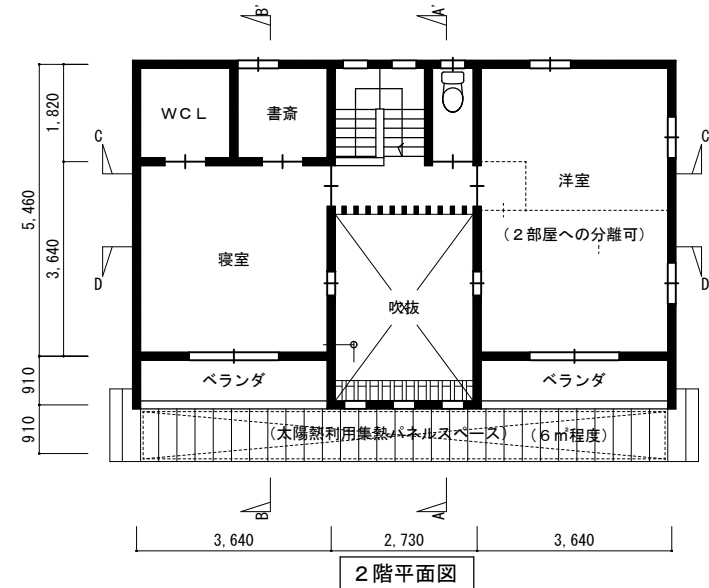 B' A'
1,820
5,460
3,640
910
910
C C
D D
WCL
書斎
洋室
(2部屋への分離可)
寝室
吹抜
ベランダ ベランダ
(太陽熱利用集熱パネルスペース) (6㎡程度)
B A
3,640 2,730 3,640
2階平面図